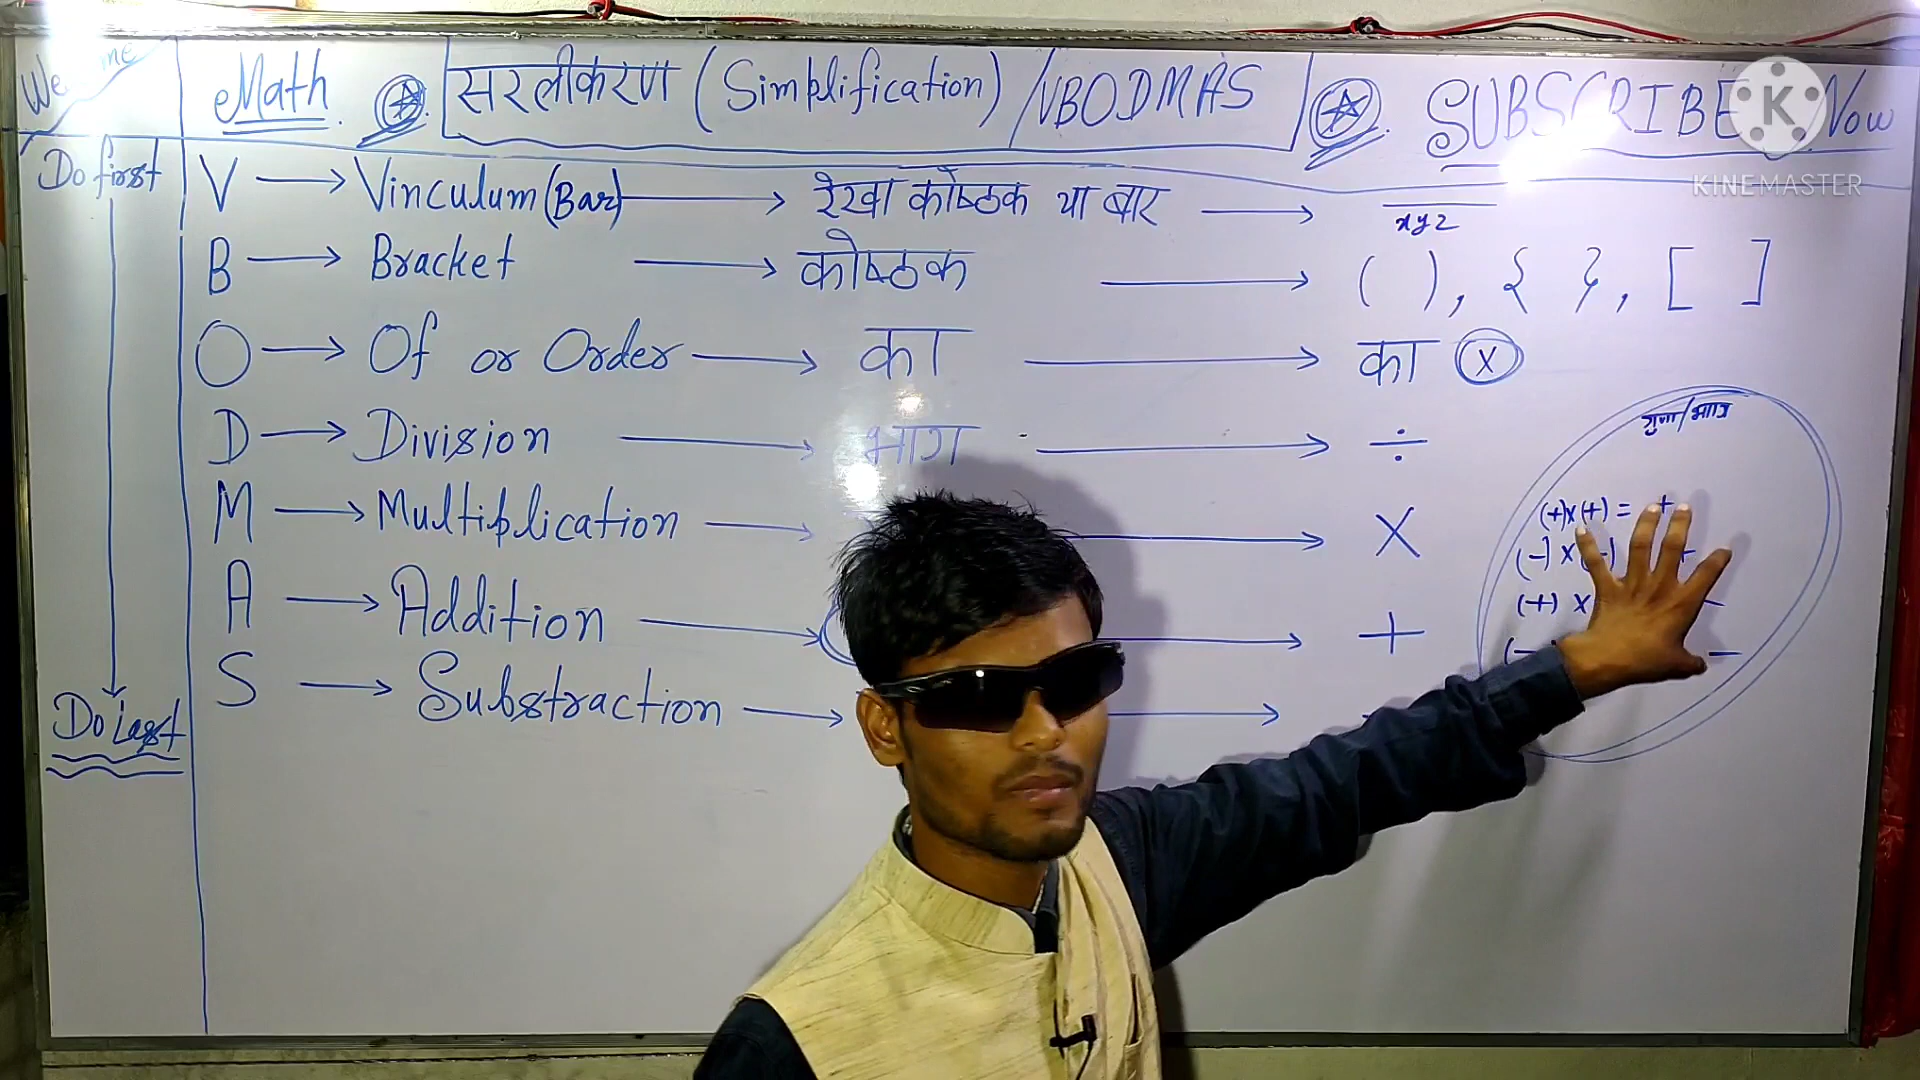 Math सरलीकरण (Simplification) /VBODMAS SUBSCRIBE Now
K
KINEMASTER
Do first
V → Vinculum (Bar) → रेखा कोष्ठक या बार → xyz
B → Bracket → कोष्ठक → ( ), { }, [ ]
O → Of or Order → का → का (×)
D → Division → भाग → ÷
M → Multiplication → → ×
A → Addition → → +
S → Substraction → →
Do Last
गुणा/भाग
(+)×(+) = +
(-)×(-) +
(+) × -
(- -